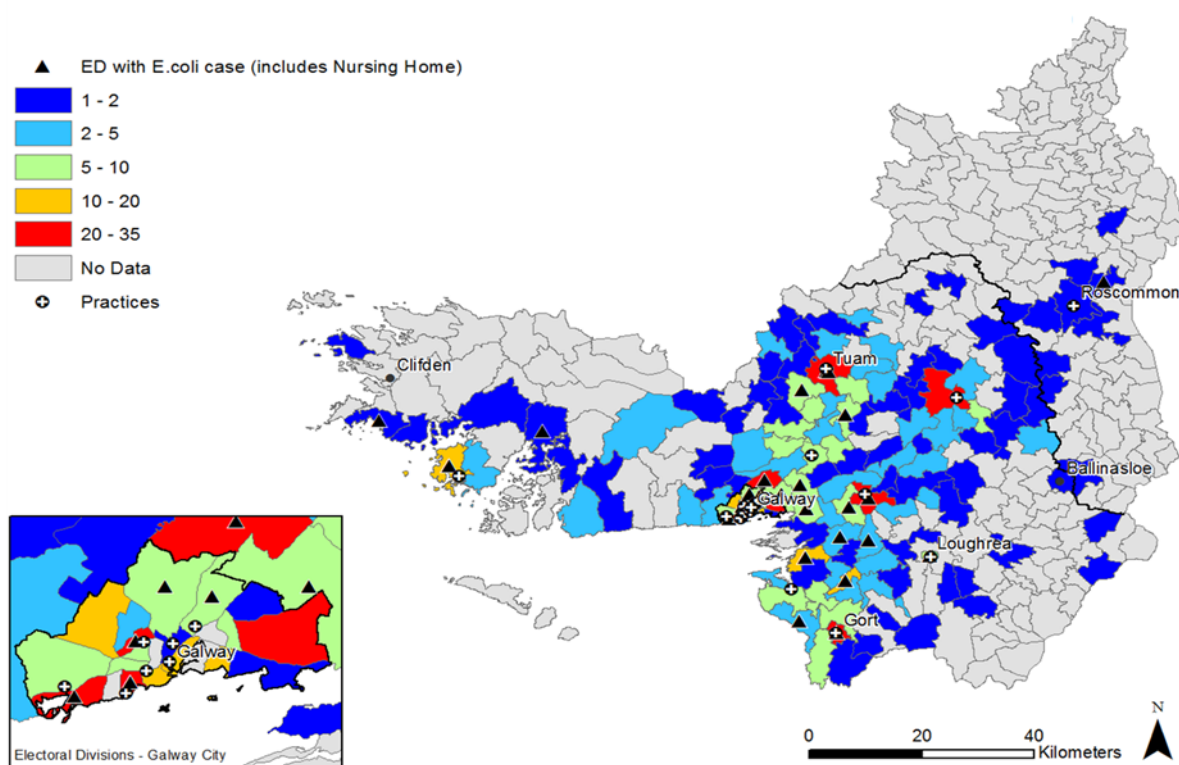 ED with E.coli case (includes Nursing Home)
1 - 2
2 - 5
5 - 10
10 - 20
20 - 35
No Data
Practices
Roscommon
Clifden
Tuam
Ballinasloe
Galway
Loughrea
Gort
Galway
Electoral Divisions - Galway City
N
0 10 20 40
Kilometers